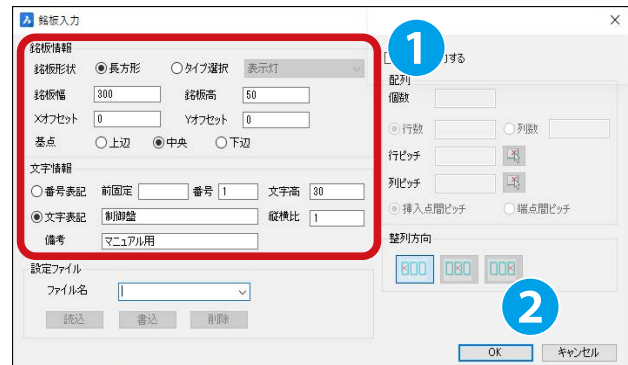 銘板入力
1
銘板情報
銘板形状 長方形 タイプ選択 表示灯
銘板幅 300 銘板高 50
Xオフセット 0 Yオフセット 0
基点 上辺 中央 下辺
文字情報
番号表記 前固定 番号 1 文字高 30
文字表記 制御盤 縦横比 1
備考 マニュアル用
設定ファイル
ファイル名
読込 書込 削除
する
配列
個数
行数 列数
行ピッチ
列ピッチ
挿入点間ピッチ 端点間ピッチ
整列方向
2
OK キャンセル